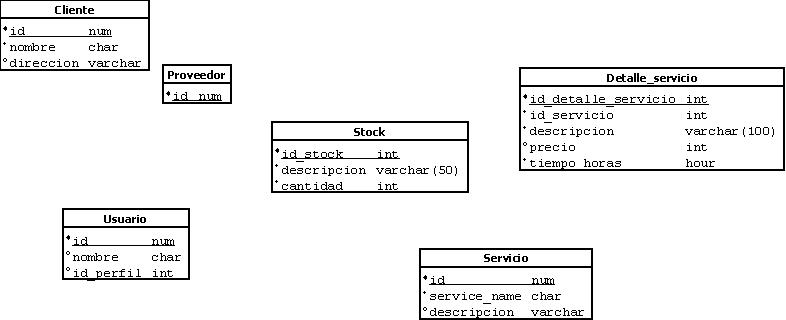 Cliente
id num
nombre char
direccion varchar
Proveedor
id num
Detalle_servicio
id_detalle_servicio int
id_servicio int
descripcion varchar(100)
precio int
tiempo horas hour
Stock
id_stock int
descripcion varchar(50)
cantidad int
Usuario
id num
nombre char
id_perfil int
Servicio
id num
service_name char
descripcion varchar